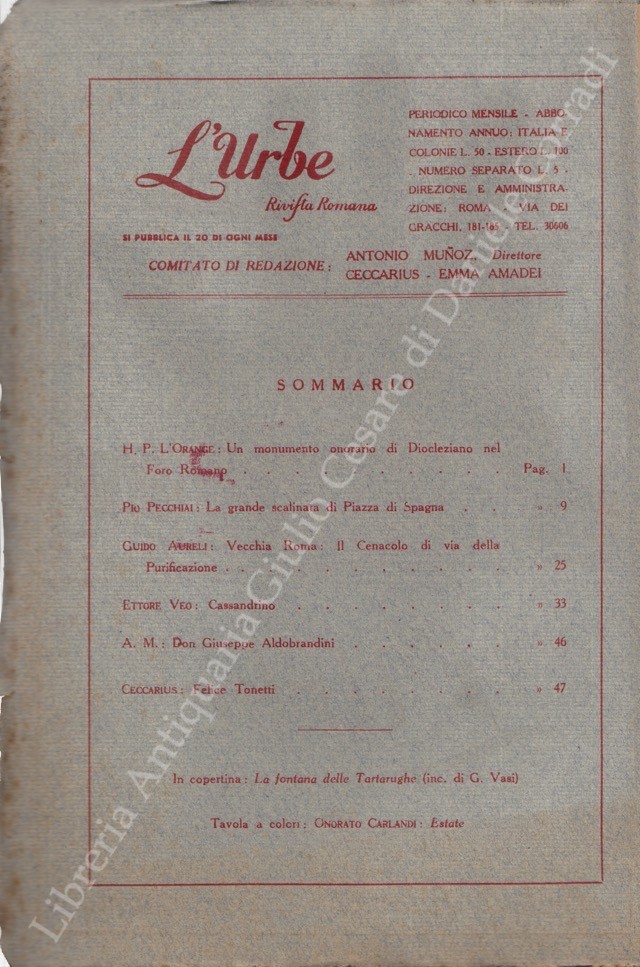 L'Urbe
Rivista Romana
SI PUBBLICA IL 20 DI OGNI MESE
PERIODICO MENSILE - ABBO-
NAMENTO ANNUO: ITALIA E
COLONIE L. 50 - ESTERO L. 100
- NUMERO SEPARATO L. 5 -
DIREZIONE E AMMINISTRA-
ZIONE: ROMA - VIA DEI
GRACCHI, 181-185 - TEL. 30606
COMITATO DI REDAZIONE: ANTONIO MUÑOZ, Direttore
CECCARIUS - EMMA AMADEI
SOMMARIO
H. P. L'ORANGE: Un monumento onorario di Diocleziano nel
Foro Romano . . . . . . . . . . . Pag. 1
PIO PECCHIAI: La grande scalinata di Piazza di Spagna . . » 9
GUIDO AURELI: Vecchia Roma: Il Cenacolo di via della
Purificazione . . . . . . . . . . . » 25
ETTORE VEO: Cassandrino . . . . . . . . » 33
A. M.: Don Giuseppe Aldobrandini . . . . . . » 46
CECCARIUS: Felice Tonetti . . . . . . . . » 47
In copertina: La fontana delle Tartarughe (inc. di G. Vasi)
Tavola a colori: ONORATO CARLANDI: Estate
Libreria Antiquaria Giulio Cesare di Daniele Corradi